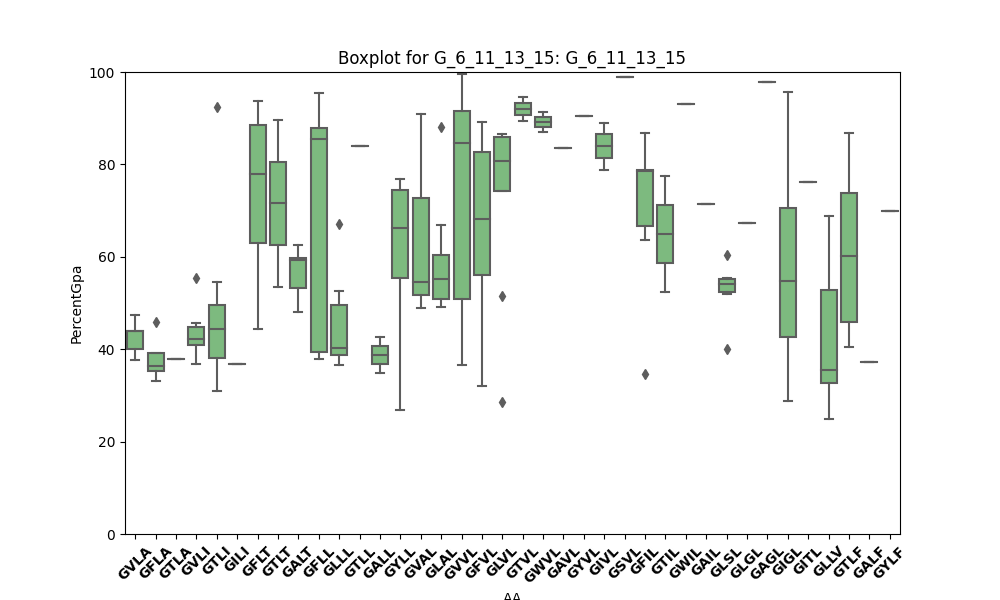 Boxplot for G_6_11_13_15: G_6_11_13_15
PercentGpa
100
80
60
40
20
0
GVLA GFLA GTLA GVLI GTLI GILI GFLT GTLT GALT GFLL GLLL GTLL GALL GYLL GVAL GLAL GVVL GFVL GLVL GTVL GWVL GAVL GYVL GIVL GSVL GFIL GTIL GWIL GAIL GLSL GLGL GAGL GIGL GITL GLLV GTLF GALF GYLF
AA